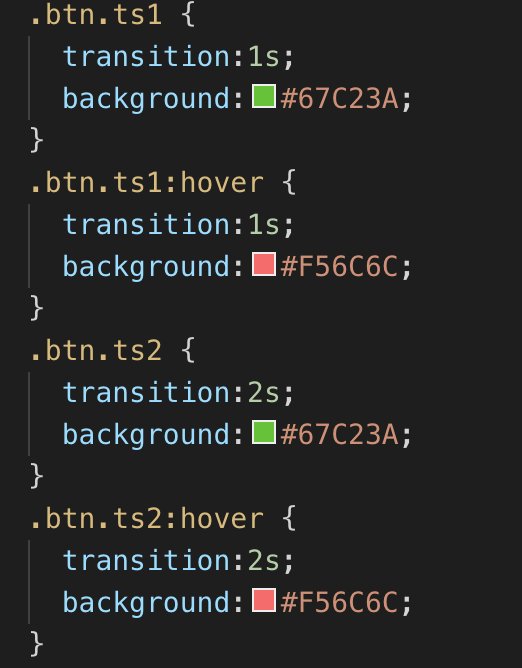 .btn.ts1 {
  transition:1s;
  background:#67C23A;
}
.btn.ts1:hover {
  transition:1s;
  background:#F56C6C;
}
.btn.ts2 {
  transition:2s;
  background:#67C23A;
}
.btn.ts2:hover {
  transition:2s;
  background:#F56C6C;
}